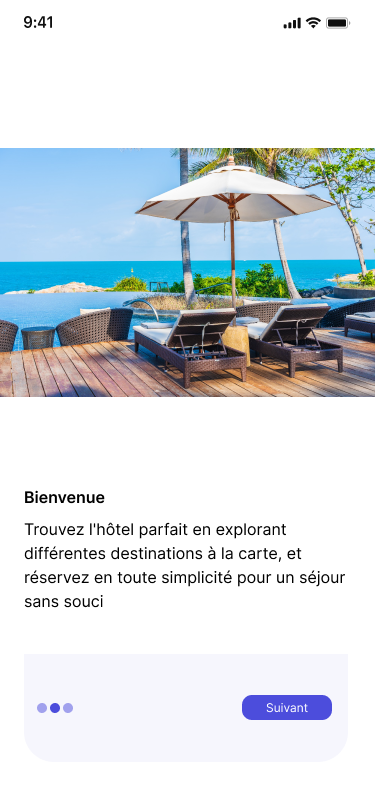 9:41
Bienvenue
Trouvez l'hôtel parfait en explorant
différentes destinations à la carte, et
réservez en toute simplicité pour un séjour
sans souci
Suivant